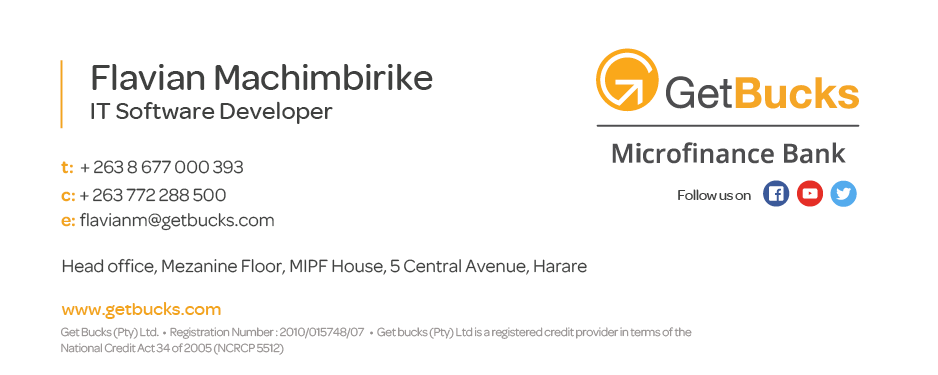 Flavian Machimbirike
IT Software Developer
t: + 263 8 677 000 393
c: + 263 772 288 500
e: flavianm@getbucks.com
Head office, Mezanine Floor, MIPF House, 5 Central Avenue, Harare
www.getbucks.com
Get Bucks (Pty) Ltd. • Registration Number : 2010/015748/07 • Get bucks (Pty) Ltd is a registered credit provider in terms of the
National Credit Act 34 of 2005 (NCRCP 5512)
GetBucks
Microfinance Bank
Follow us on